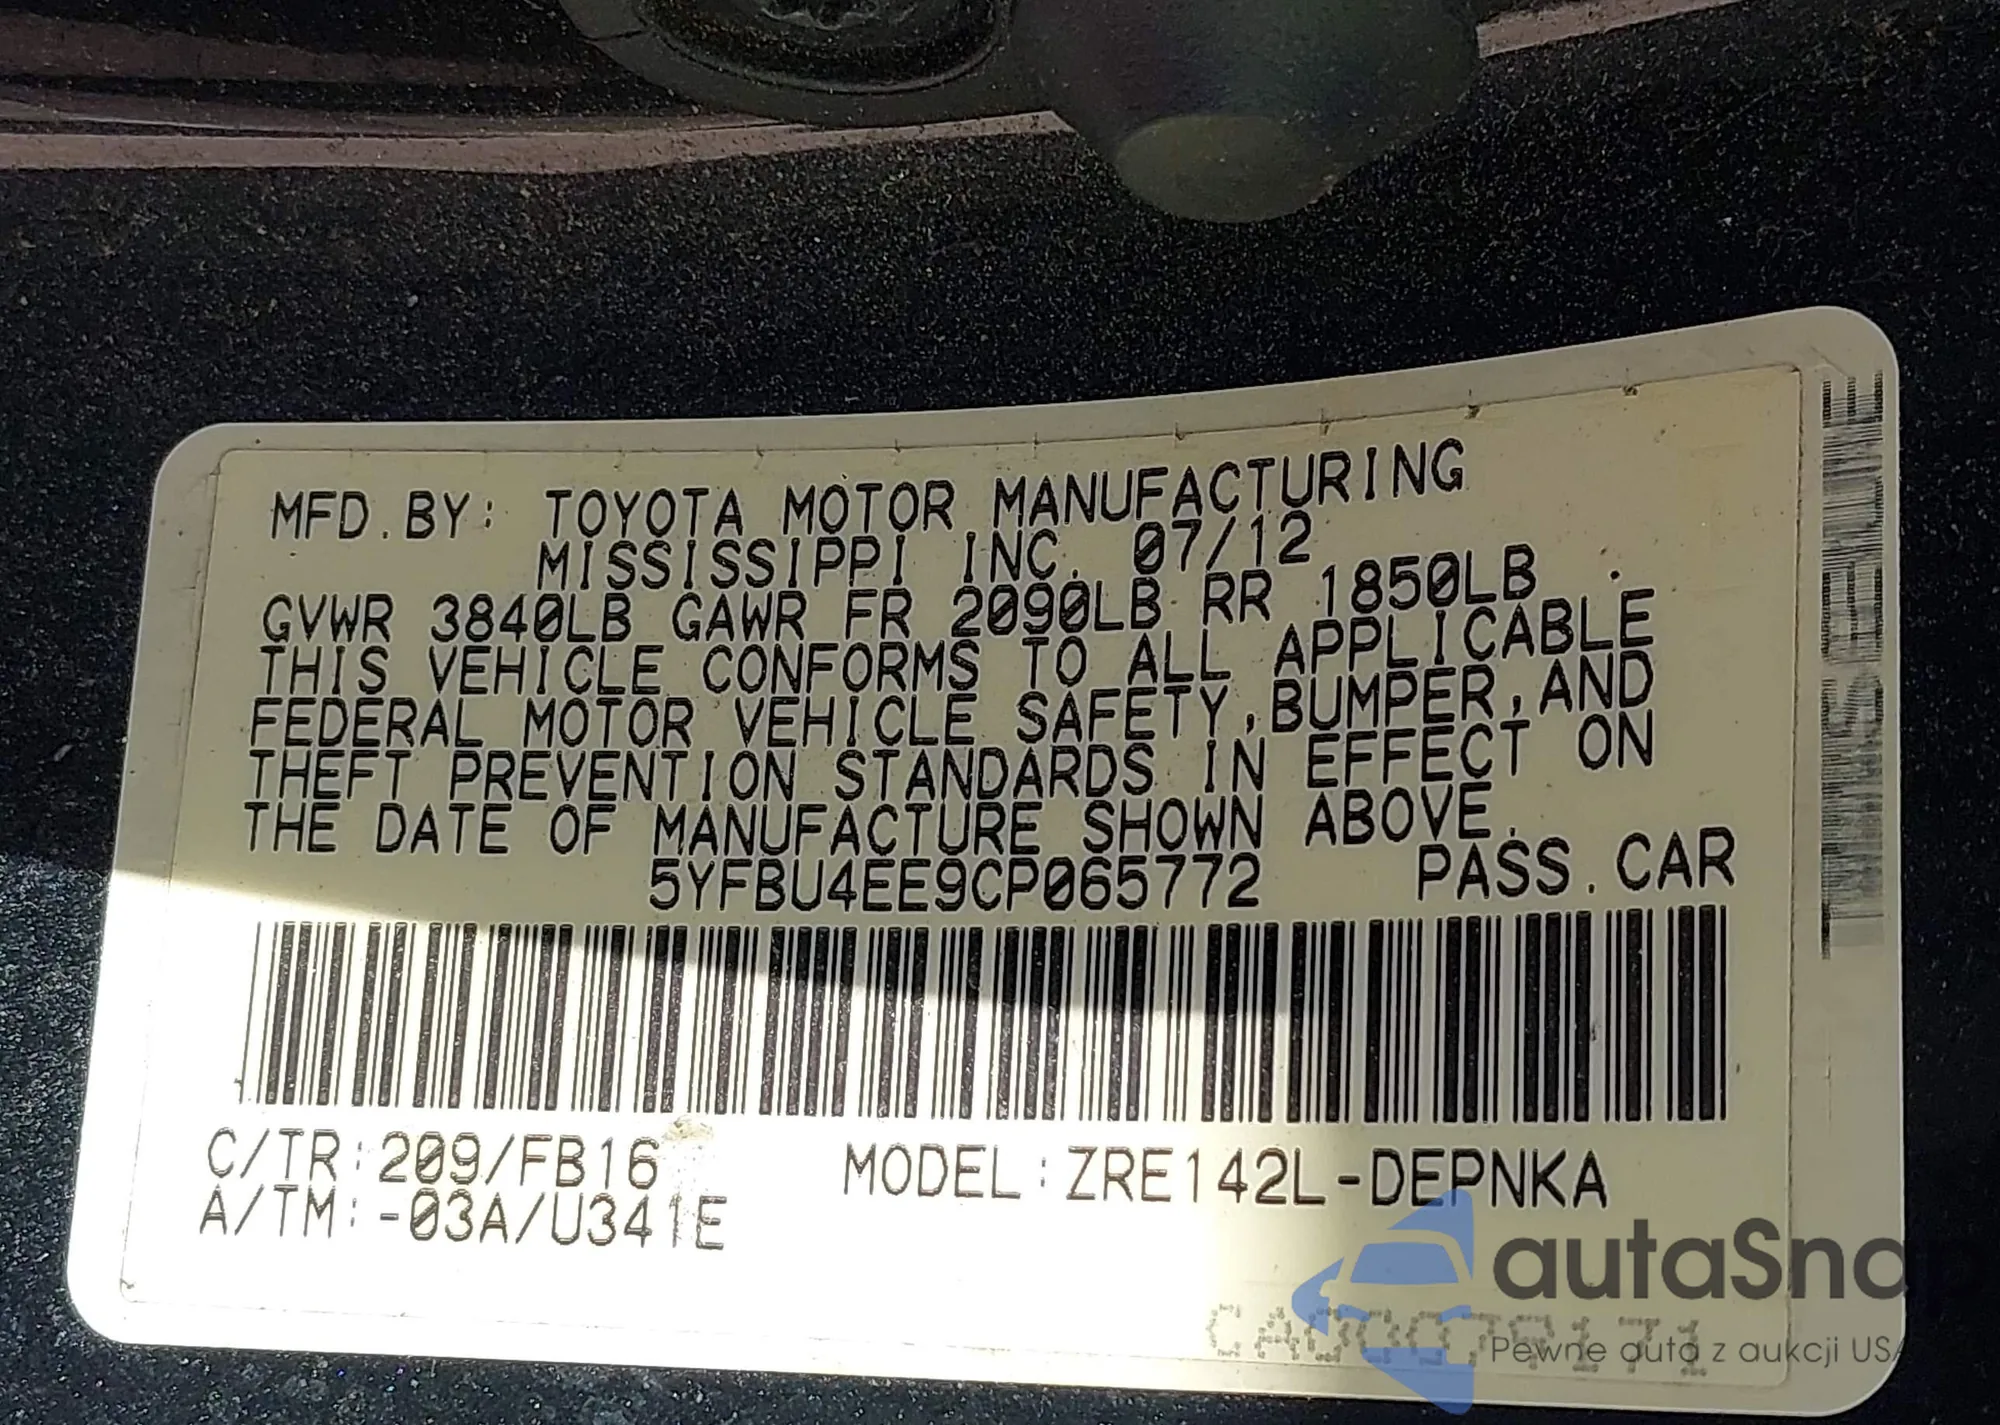 MFD.BY: TOYOTA MOTOR MANUFACTURING
MISSISSIPPI INC. 07/12
GVWR 3840LB GAWR FR 2090LB RR 1850LB
THIS VEHICLE CONFORMS TO ALL APPLICABLE
FEDERAL MOTOR VEHICLE SAFETY,BUMPER,AND
THEFT PREVENTION STANDARDS IN EFFECT ON
THE DATE OF MANUFACTURE SHOWN ABOVE.
5YFBU4EE9CP065772 PASS.CAR
C/TR:209/FB16 MODEL:ZRE142L-DEPNKA
A/TM:-03A/U341E
autaSna
Pewne auta z aukcji USA